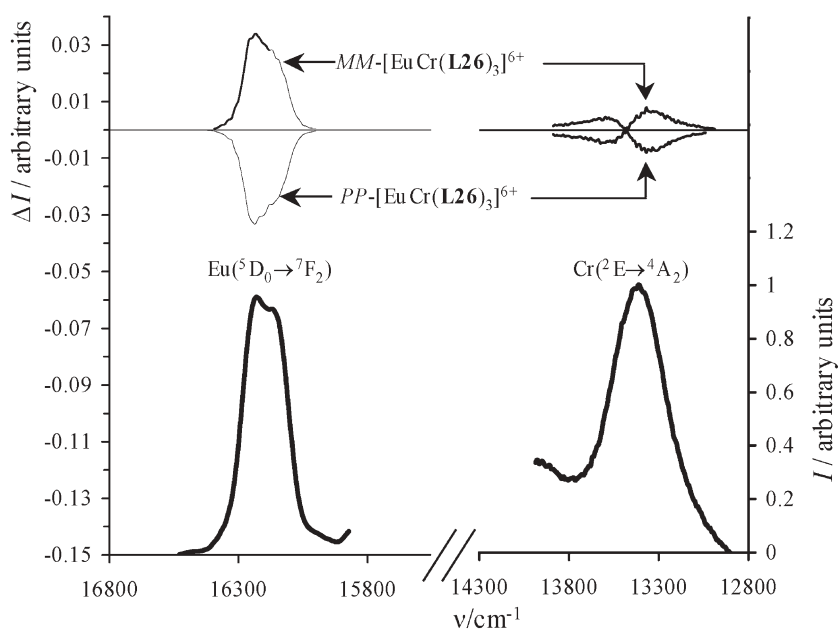 ΔI / arbitrary units
0.03
0.01
-0.01
-0.03
-0.05
-0.07
-0.09
-0.11
-0.13
-0.15
MM-[EuCr(L26)₃]⁶⁺
PP-[EuCr(L26)₃]⁶⁺
Eu(⁵D₀→⁷F₂)
Cr(²E→⁴A₂)
1.2
1
0.8
0.6
0.4
0.2
0
I / arbitrary units
16800 16300 15800 14300 13800 13300 12800
ν/cm⁻¹